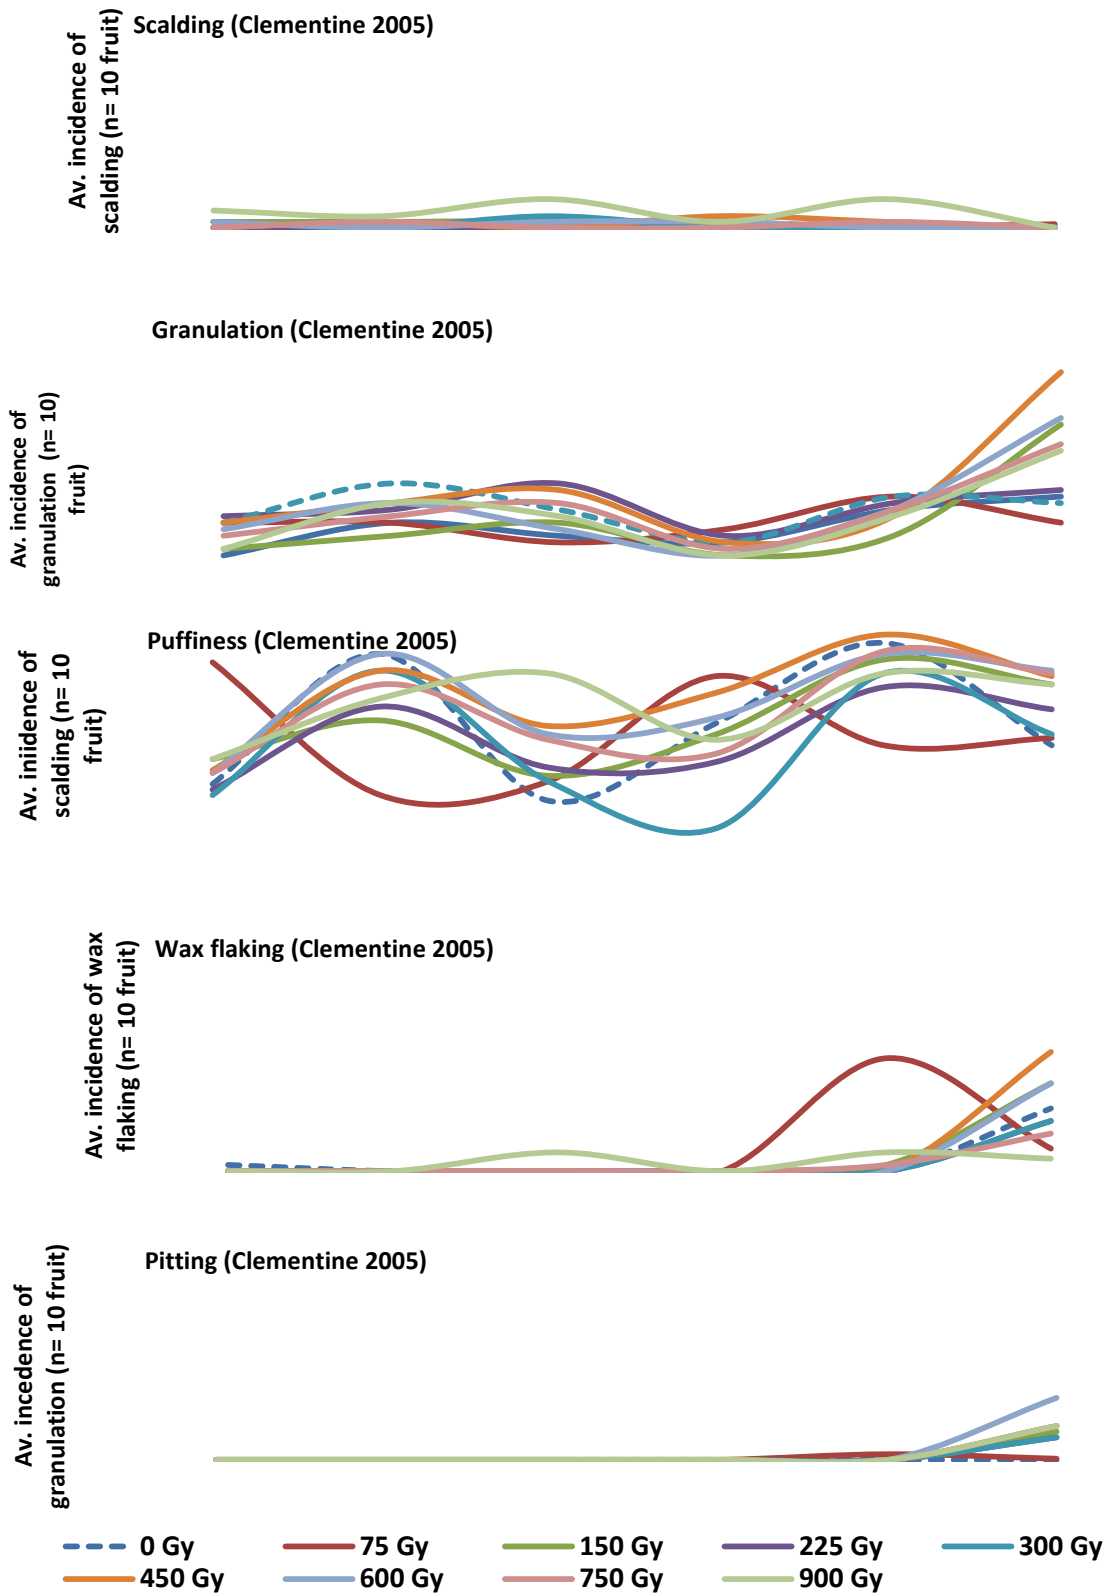 Scalding (Clementine 2005)
Av. incidence of
scalding (n= 10 fruit)
Granulation (Clementine 2005)
Av. incidence of
granulation (n= 10)
fruit)
Puffiness (Clementine 2005)
Av. iniidence of
scalding (n= 10
fruit)
Wax flaking (Clementine 2005)
Av. incidence of wax
flaking (n= 10 fruit)
Pitting (Clementine 2005)
Av. incedence of
granulation (n= 10 fruit)
0 Gy 75 Gy 150 Gy 225 Gy 300 Gy
450 Gy 600 Gy 750 Gy 900 Gy